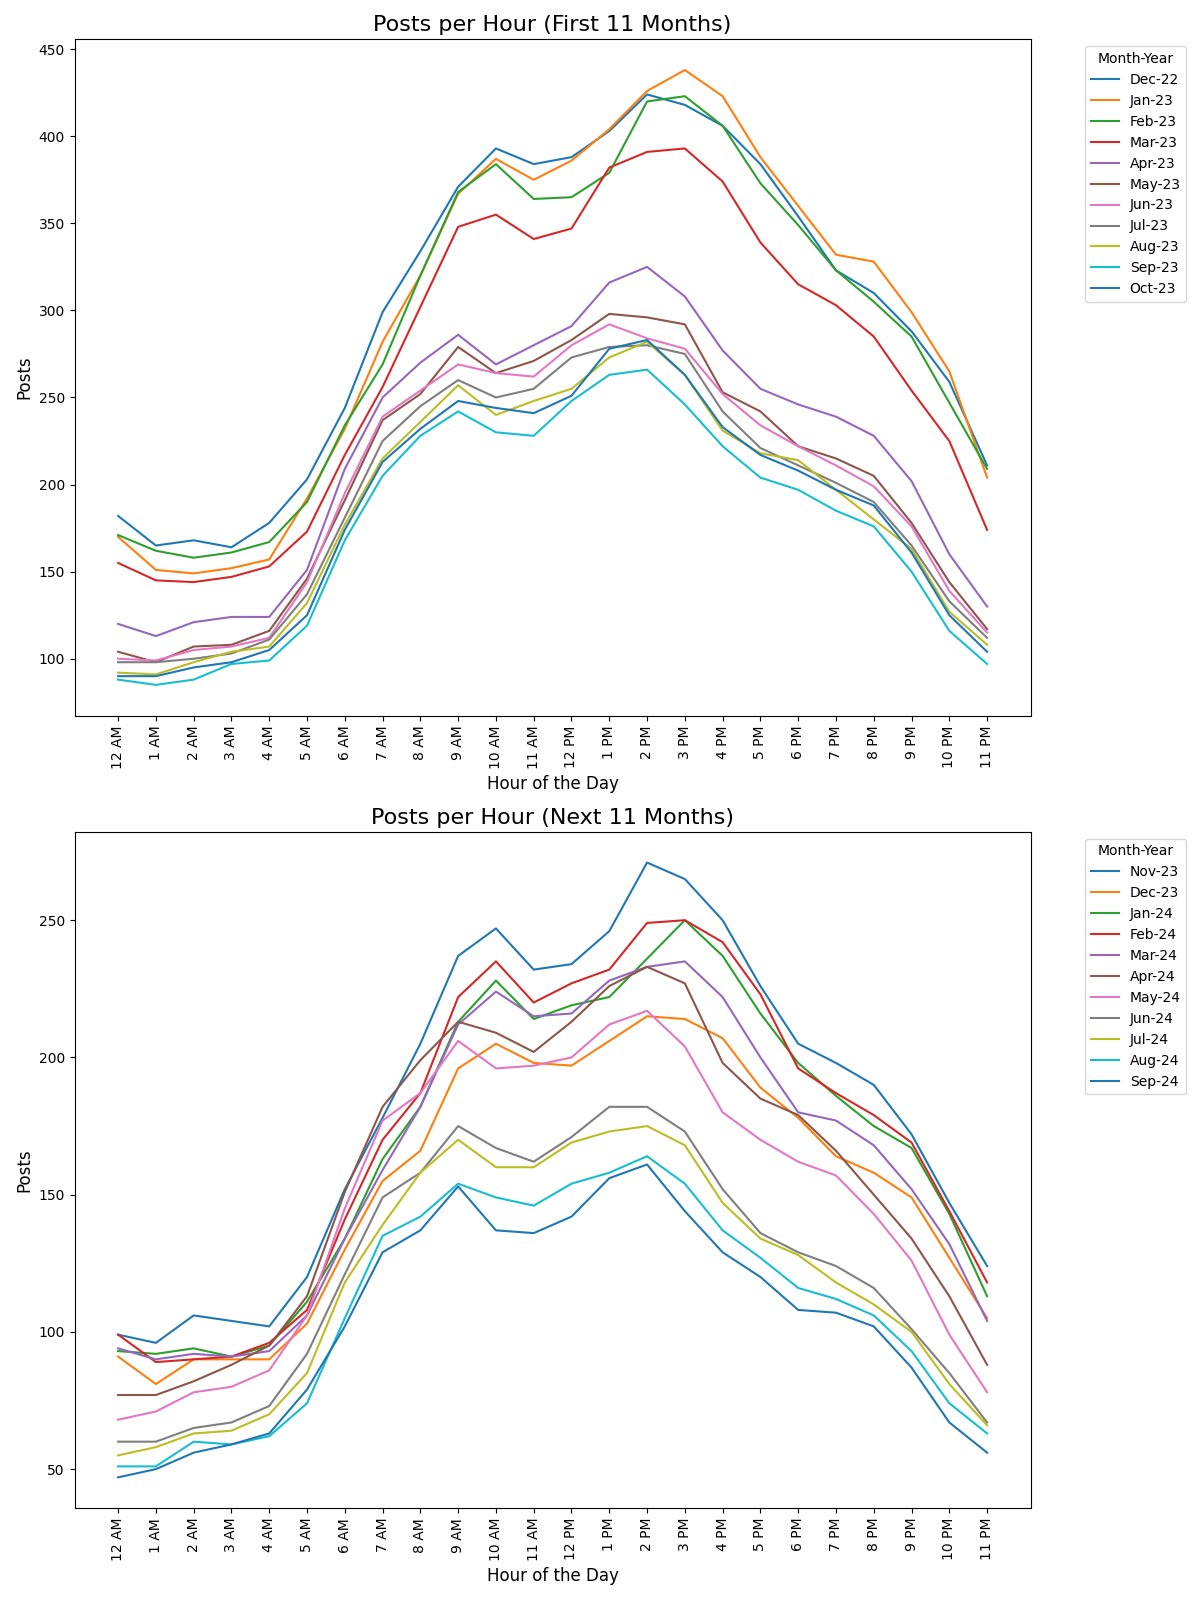 Posts per Hour (First 11 Months)
450
400
350
300
250
200
150
100
Posts
12 AM
1 AM
2 AM
3 AM
4 AM
5 AM
6 AM
7 AM
8 AM
9 AM
10 AM
11 AM
12 PM
1 PM
2 PM
3 PM
4 PM
5 PM
6 PM
7 PM
8 PM
9 PM
10 PM
11 PM
Hour of the Day
Month-Year
Dec-22
Jan-23
Feb-23
Mar-23
Apr-23
May-23
Jun-23
Jul-23
Aug-23
Sep-23
Oct-23
Posts per Hour (Next 11 Months)
250
200
150
100
50
Posts
12 AM
1 AM
2 AM
3 AM
4 AM
5 AM
6 AM
7 AM
8 AM
9 AM
10 AM
11 AM
12 PM
1 PM
2 PM
3 PM
4 PM
5 PM
6 PM
7 PM
8 PM
9 PM
10 PM
11 PM
Hour of the Day
Month-Year
Nov-23
Dec-23
Jan-24
Feb-24
Mar-24
Apr-24
May-24
Jun-24
Jul-24
Aug-24
Sep-24